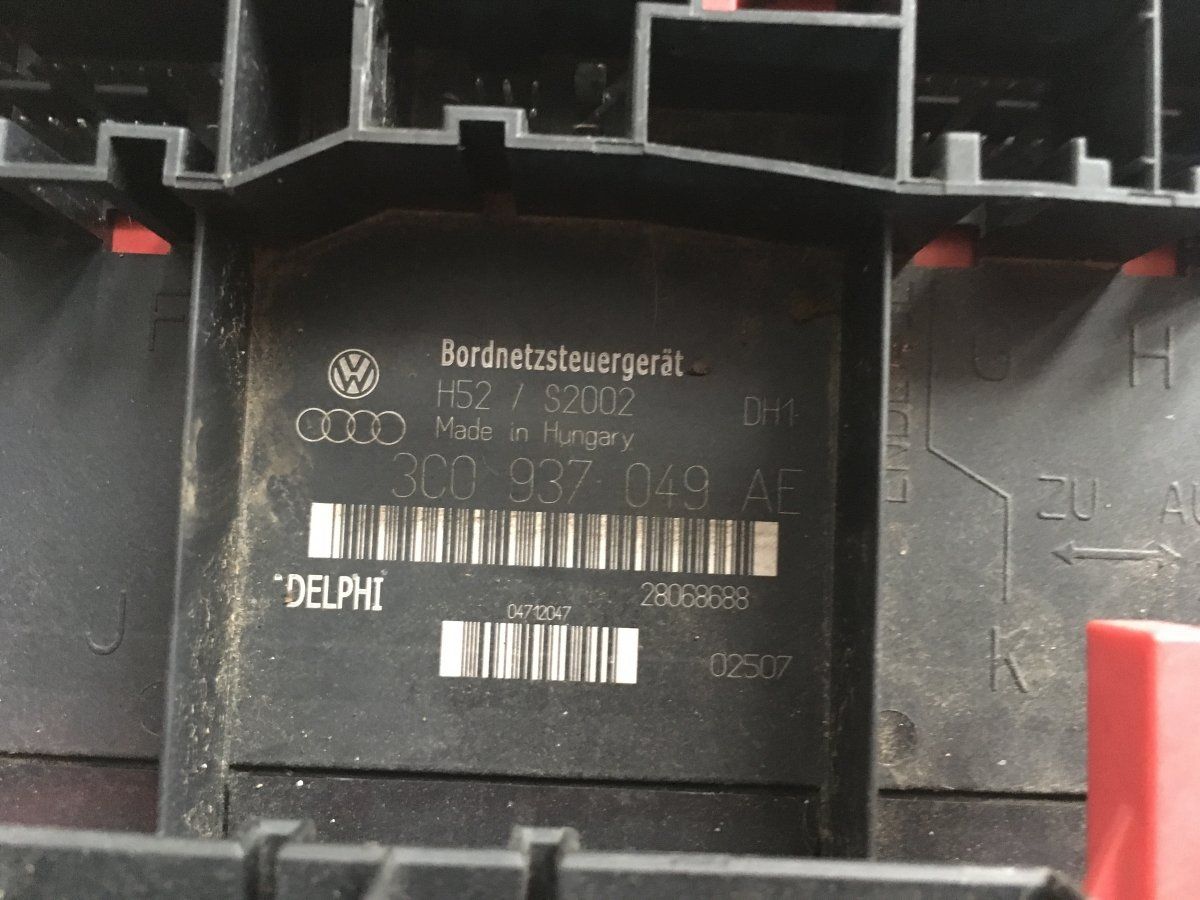 Bordnetzsteuergerät
H52 / S2002 DH1
Made in Hungary
3C0 937 049 AE
DELPHI 28068688
04712047
02507
G H
ZU
J
K